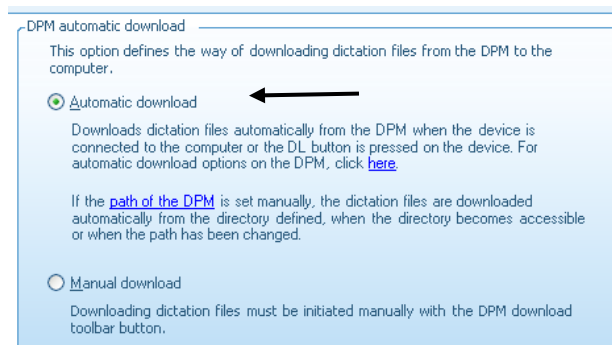 DPM automatic download
This option defines the way of downloading dictation files from the DPM to the
computer.
Automatic download
Downloads dictation files automatically from the DPM when the device is
connected to the computer or the DL button is pressed on the device. For
automatic download options on the DPM, click here.
If the path of the DPM is set manually, the dictation files are downloaded
automatically from the directory defined, when the directory becomes accessible
or when the path has been changed.
Manual download
Downloading dictation files must be initiated manually with the DPM download
toolbar button.